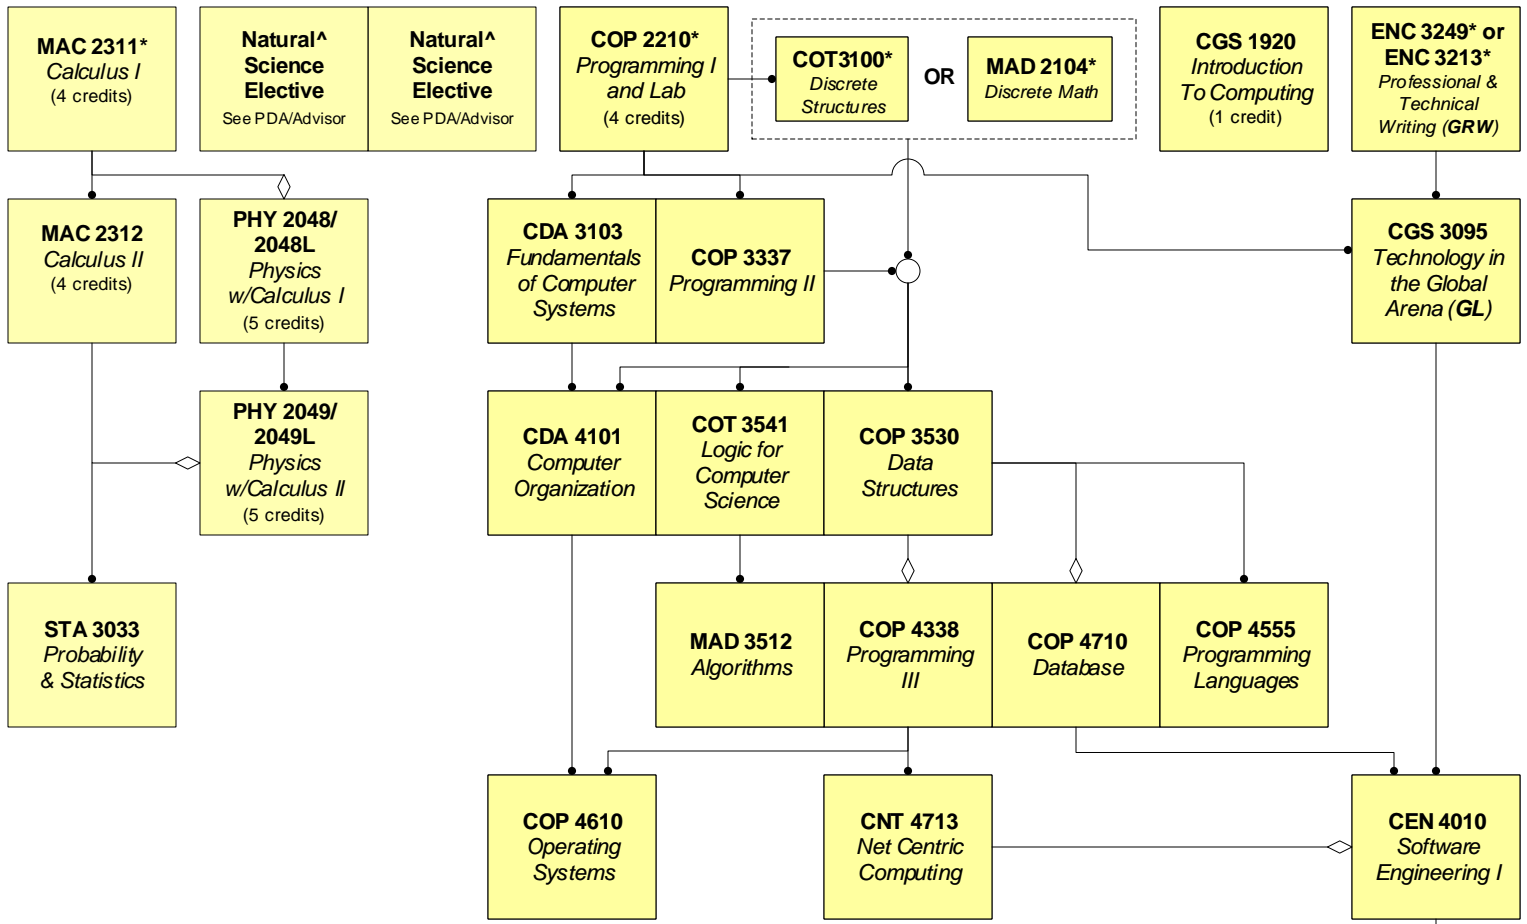 MAC 2311*
Calculus I
(4 credits)
Natural^
Science
Elective
See PDA/Advisor
Natural^
Science
Elective
See PDA/Advisor
COP 2210*
Programming I
and Lab
(4 credits)
COT3100*
Discrete
Structures
OR
MAD 2104*
Discrete Math
CGS 1920
Introduction
To Computing
(1 credit)
ENC 3249* or
ENC 3213*
Professional &
Technical
Writing (GRW)
MAC 2312
Calculus II
(4 credits)
PHY 2048/
2048L
Physics
w/Calculus I
(5 credits)
CDA 3103
Fundamentals
of Computer
Systems
COP 3337
Programming II
CGS 3095
Technology in
the Global
Arena (GL)
PHY 2049/
2049L
Physics
w/Calculus II
(5 credits)
CDA 4101
Computer
Organization
COT 3541
Logic for
Computer
Science
COP 3530
Data
Structures
STA 3033
Probability
& Statistics
MAD 3512
Algorithms
COP 4338
Programming
III
COP 4710
Database
COP 4555
Programming
Languages
COP 4610
Operating
Systems
CNT 4713
Net Centric
Computing
CEN 4010
Software
Engineering I